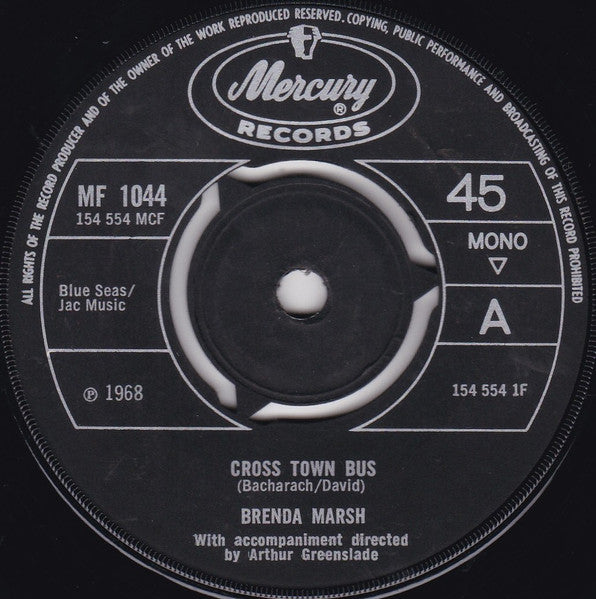 ALL RIGHTS OF THE RECORD PRODUCER AND OF THE OWNER OF THE WORK REPRODUCED RESERVED. COPYING, PUBLIC PERFORMANCE AND BROADCASTING OF THIS RECORD PROHIBITED
Mercury ®
RECORDS
MF 1044
154 554 MCF
45
MONO
Blue Seas/
Jac Music
A
℗ 1968
154 554 1F
CROSS TOWN BUS
(Bacharach/David)
BRENDA MARSH
With accompaniment directed
by Arthur Greenslade